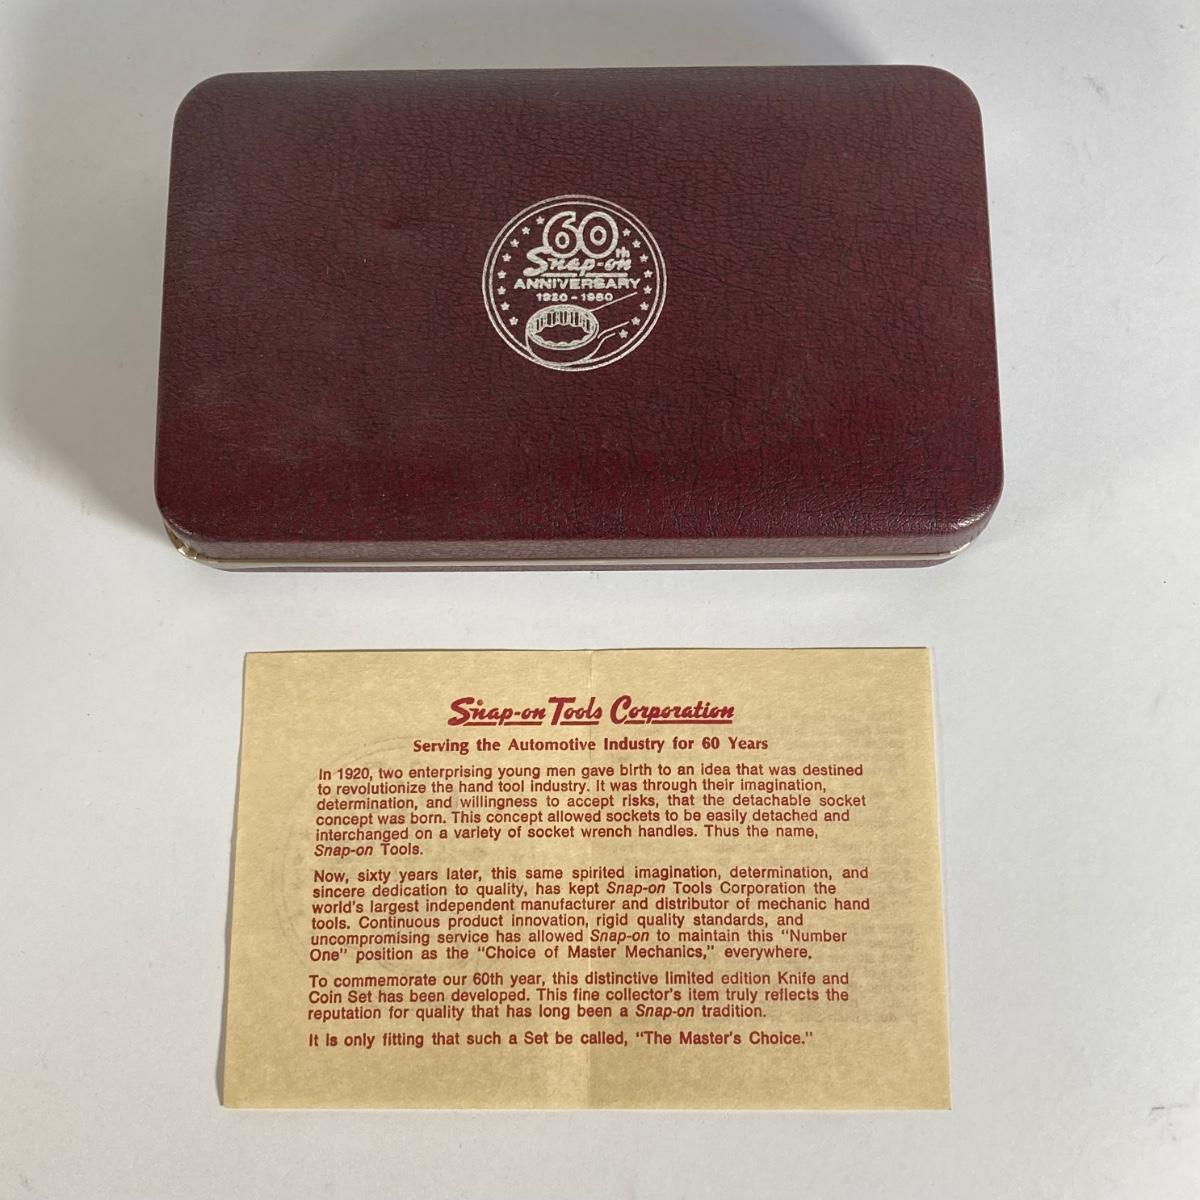 60th
Snap-on
ANNIVERSARY
1920 - 1980
Snap-on Tools Corporation
Serving the Automotive Industry for 60 Years
In 1920, two enterprising young men gave birth to an idea that was destined
to revolutionize the hand tool industry. It was through their imagination,
determination, and willingness to accept risks, that the detachable socket
concept was born. This concept allowed sockets to be easily detached and
interchanged on a variety of socket wrench handles. Thus the name,
Snap-on Tools.
Now, sixty years later, this same spirited imagination, determination, and
sincere dedication to quality, has kept Snap-on Tools Corporation the
world's largest independent manufacturer and distributor of mechanic hand
tools. Continuous product innovation, rigid quality standards, and
uncompromising service has allowed Snap-on to maintain this "Number
One" position as the "Choice of Master Mechanics," everywhere.
To commemorate our 60th year, this distinctive limited edition Knife and
Coin Set has been developed. This fine collector's item truly reflects the
reputation for quality that has long been a Snap-on tradition.
It is only fitting that such a Set be called, "The Master's Choice."